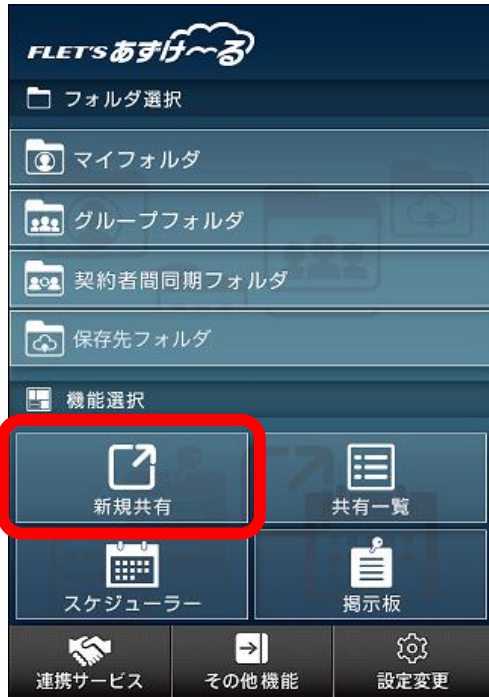 FLET'S あずけ〜る
フォルダ選択
マイフォルダ
グループフォルダ
契約者間同期フォルダ
保存先フォルダ
機能選択
新規共有
共有一覧
スケジューラー
掲示板
連携サービス
その他機能
設定変更